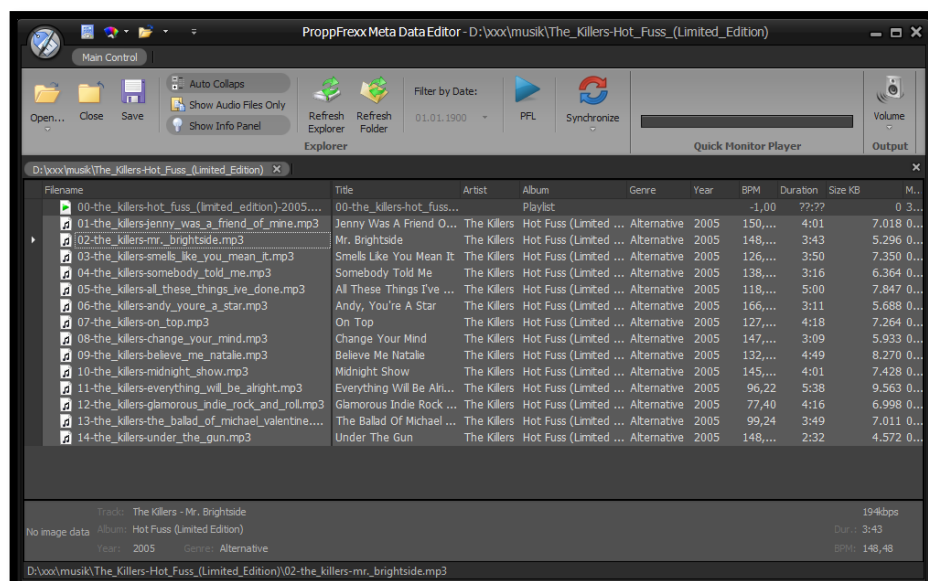 ProppFrexx Meta Data Editor - D:\xxx\musik\The_Killers-Hot_Fuss_(Limited_Edition)
Main Control
Open... Close Save
Auto Collaps
Show Audio Files Only
Show Info Panel
Refresh Explorer
Refresh Folder
Explorer
Filter by Date:
01.01.1900
PFL
Synchronize
Quick Monitor Player
Volume
Output
D:\xxx\musik\The_Killers-Hot_Fuss_(Limited_Edition)
Filename Title Artist Album Genre Year BPM Duration Size KB M..
00-the_killers-hot_fuss_(limited_edition)-2005.... 00-the_killers-hot_fuss... Playlist -1,00 ??:?? 0 3...
01-the_killers-jenny_was_a_friend_of_mine.mp3 Jenny Was A Friend O... The Killers Hot Fuss (Limited ... Alternative 2005 150,... 4:01 7.018 0...
02-the_killers-mr._brightside.mp3 Mr. Brightside The Killers Hot Fuss (Limited ... Alternative 2005 148,... 3:43 5.296 0...
03-the_killers-smells_like_you_mean_it.mp3 Smells Like You Mean It The Killers Hot Fuss (Limited ... Alternative 2005 126,... 3:50 7.350 0...
04-the_killers-somebody_told_me.mp3 Somebody Told Me The Killers Hot Fuss (Limited ... Alternative 2005 138,... 3:16 6.364 0...
05-the_killers-all_these_things_ive_done.mp3 All These Things I've ... The Killers Hot Fuss (Limited ... Alternative 2005 118,... 5:00 7.847 0...
06-the_killers-andy_youre_a_star.mp3 Andy, You're A Star The Killers Hot Fuss (Limited ... Alternative 2005 166,... 3:11 5.688 0...
07-the_killers-on_top.mp3 On Top The Killers Hot Fuss (Limited ... Alternative 2005 127,... 4:18 7.264 0...
08-the_killers-change_your_mind.mp3 Change Your Mind The Killers Hot Fuss (Limited ... Alternative 2005 147,... 3:09 5.933 0...
09-the_killers-believe_me_natalie.mp3 Believe Me Natalie The Killers Hot Fuss (Limited ... Alternative 2005 132,... 4:49 8.270 0...
10-the_killers-midnight_show.mp3 Midnight Show The Killers Hot Fuss (Limited ... Alternative 2005 145,... 4:01 7.428 0...
11-the_killers-everything_will_be_alright.mp3 Everything Will Be Alri... The Killers Hot Fuss (Limited ... Alternative 2005 96,22 5:38 9.563 0...
12-the_killers-glamorous_indie_rock_and_roll.mp3 Glamorous Indie Rock ... The Killers Hot Fuss (Limited ... Alternative 2005 77,40 4:16 6.998 0...
13-the_killers-the_ballad_of_michael_valentine.... The Ballad Of Michael ... The Killers Hot Fuss (Limited ... Alternative 2005 99,24 3:49 7.011 0...
14-the_killers-under_the_gun.mp3 Under The Gun The Killers Hot Fuss (Limited ... Alternative 2005 148,... 2:32 4.572 0...
Track: The Killers - Mr. Brightside 194kbps
No image data Album: Hot Fuss (Limited Edition) Dur.: 3:43
Year: 2005 Genre: Alternative BPM: 148,48
D:\xxx\musik\The_Killers-Hot_Fuss_(Limited_Edition)\02-the_killers-mr._brightside.mp3